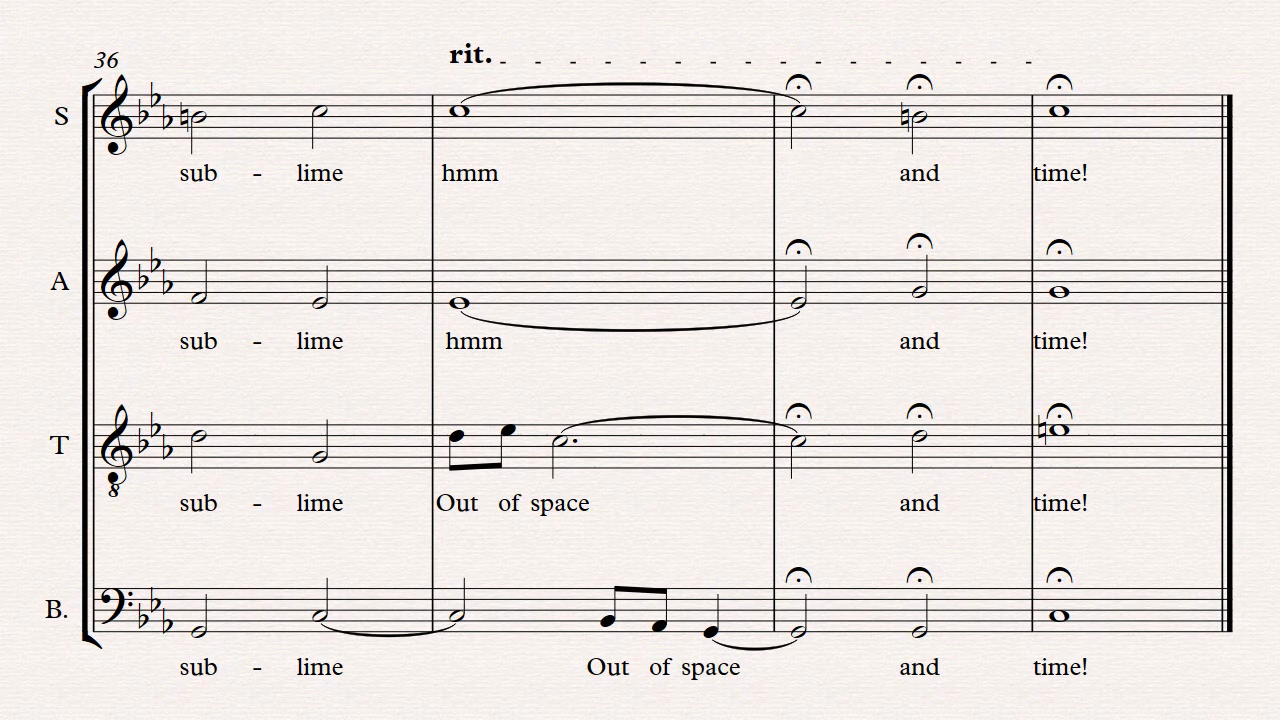 36
rit.
S
sub - lime hmm and time!
A
sub - lime hmm and time!
T
8
sub - lime Out of space and time!
B.
sub - lime Out of space and time!